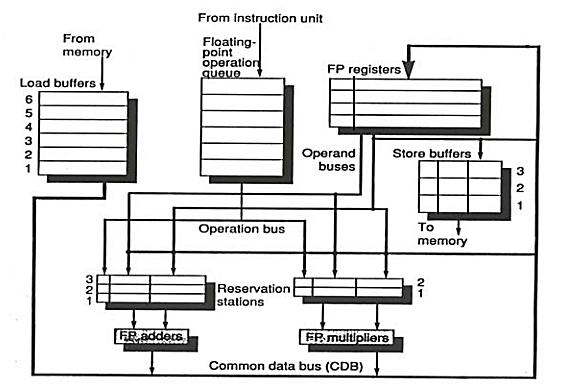 From instruction unit
From
memory
Floating-
point
operation
queue
FP registers
Load buffers
6
5
4
3
2
1
Operand
buses
Store buffers
3
2
1
To
memory
Operation bus
3
2
1
Reservation
stations
2
1
FP adders
FP multipliers
Common data bus (CDB)